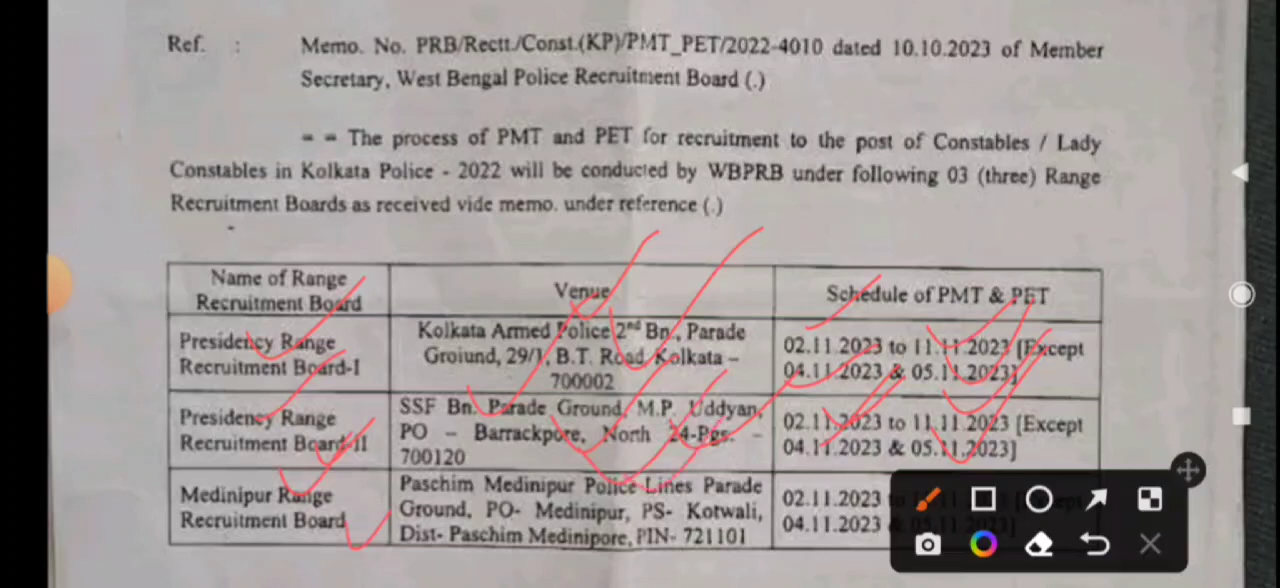 Ref. : Memo. No. PRB/Rectt./Const.(KP)/PMT_PET/2022-4010 dated 10.10.2023 of Member
Secretary, West Bengal Police Recruitment Board (.)
= = The process of PMT and PET for recruitment to the post of Constables / Lady
Constables in Kolkata Police - 2022 will be conducted by WBPRB under following 03 (three) Range
Recruitment Boards as received vide memo. under reference (.)
Name of Range
Recruitment Board
Venue
Schedule of PMT & PET
Presidency Range
Recruitment Board-I
Kolkata Armed Police 2nd Bn., Parade
Groiund, 29/1, B.T. Road Kolkata –
700002
02.11.2023 to 11.11.2023 [Except
04.11.2023 & 05.11.2023]
Presidency Range
Recruitment Board-II
SSF Bn. Parade Ground, M.P. Uddyan,
PO – Barrackpore, North 24-Pgs. –
700120
02.11.2023 to 11.11.2023 [Except
04.11.2023 & 05.11.2023]
Medinipur Range
Recruitment Board
Paschim Medinipur Police Lines Parade
Ground, PO- Medinipur, PS- Kotwali,
Dist- Paschim Medinipore, PIN- 721101
02.11.2023
04.11.2023